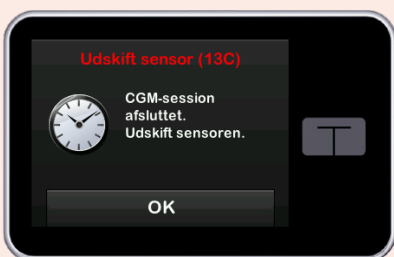 Udskift sensor (13C)
CGM-session
afsluttet.
Udskift sensoren.
OK